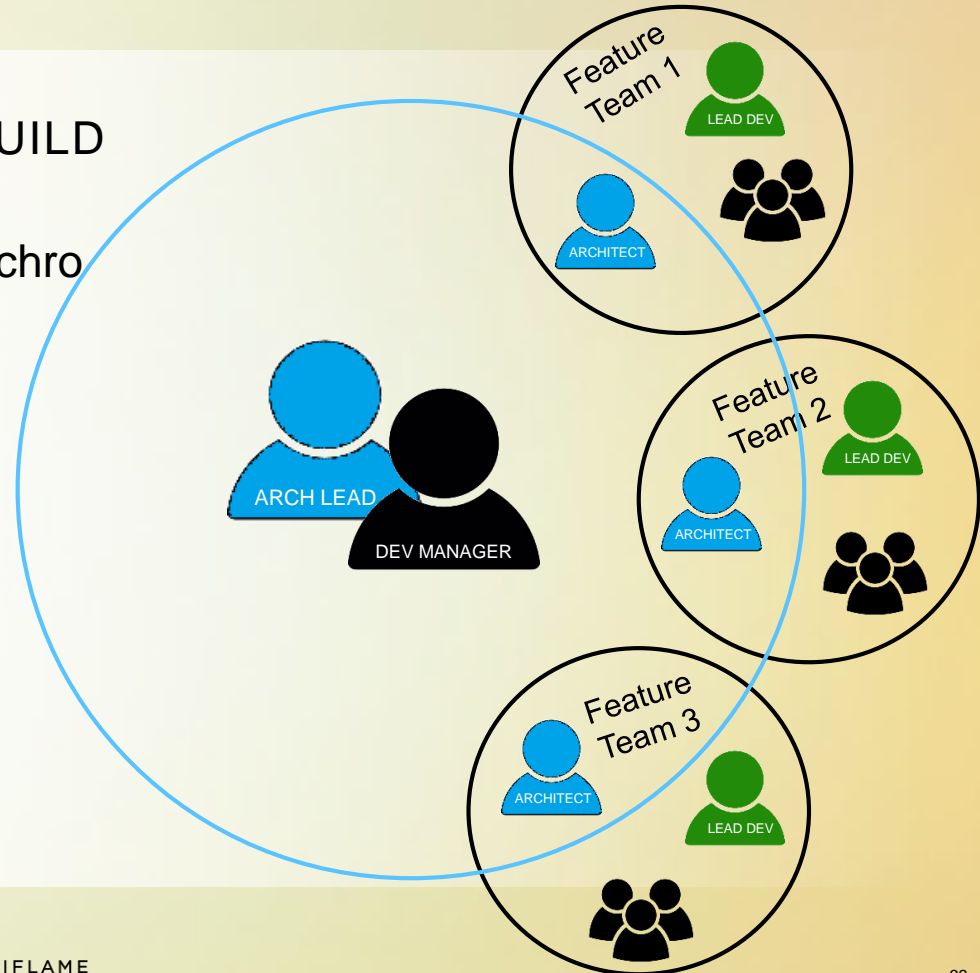 UILD
chro
Feature
Team 1
LEAD DEV
ARCHITECT
ARCH LEAD
DEV MANAGER
Feature
Team 2
LEAD DEV
ARCHITECT
Feature
Team 3
ARCHITECT
LEAD DEV
IFLAME